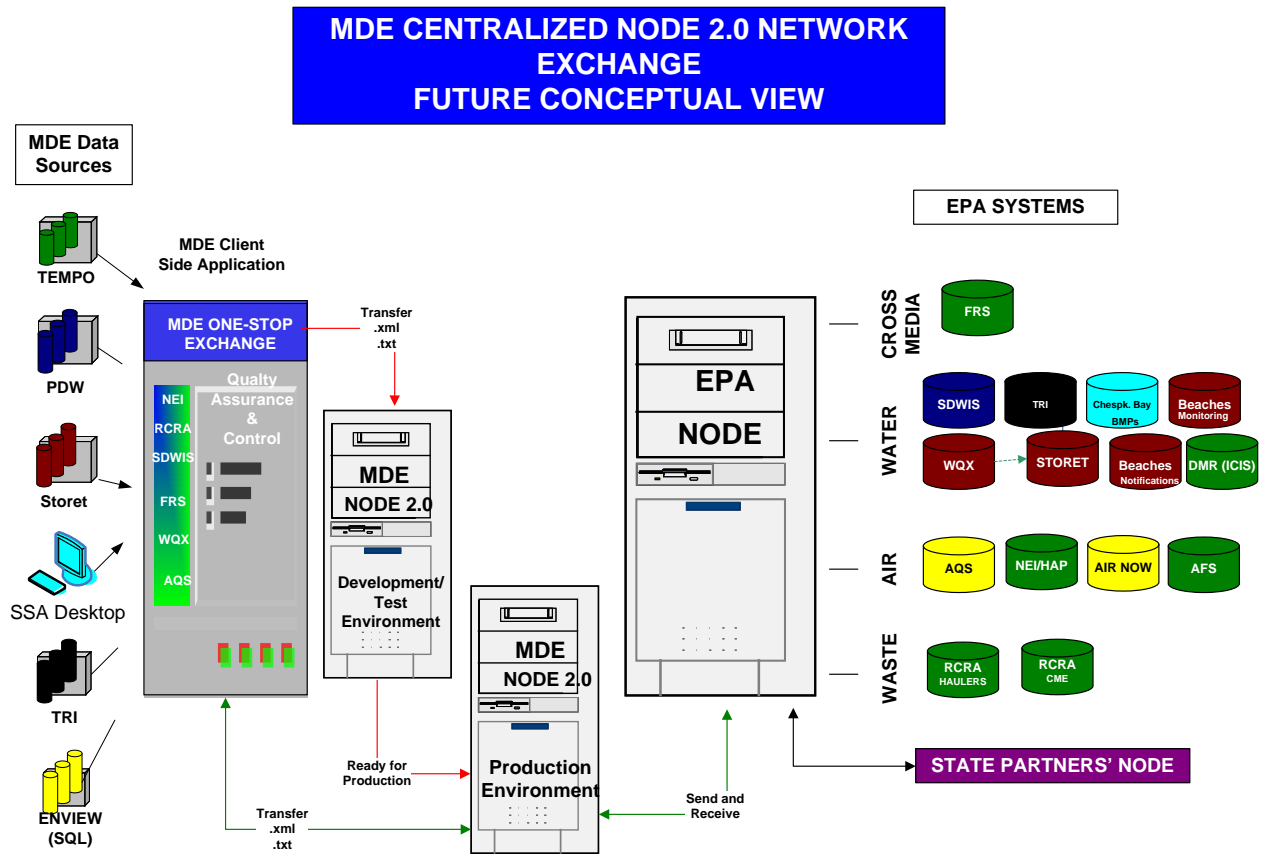 MDE CENTRALIZED NODE 2.0 NETWORK
EXCHANGE
FUTURE CONCEPTUAL VIEW
MDE Data
Sources
TEMPO
PDW
Storet
SSA Desktop
TRI
ENVIEW
(SQL)
MDE Client
Side Application
MDE ONE-STOP
EXCHANGE
NEI
RCRA
SDWIS
FRS
WQX
AQS
Qualty
Assurance
&
Control
Transfer
.xml
.txt
MDE
NODE 2.0
Development/
Test
Environment
Ready for
Production
Transfer
.xml
.txt
MDE
NODE 2.0
Production
Environment
Send and
Receive
EPA
NODE
EPA SYSTEMS
CROSS
MEDIA
FRS
WATER
SDWIS
TRI
Chespk. Bay
BMPs
Beaches
Monitoring
WQX
STORET
Beaches
Notifications
DMR (ICIS)
AIR
AQS
NEI/HAP
AIR NOW
AFS
WASTE
RCRA
HAULERS
RCRA
CME
STATE PARTNERS' NODE